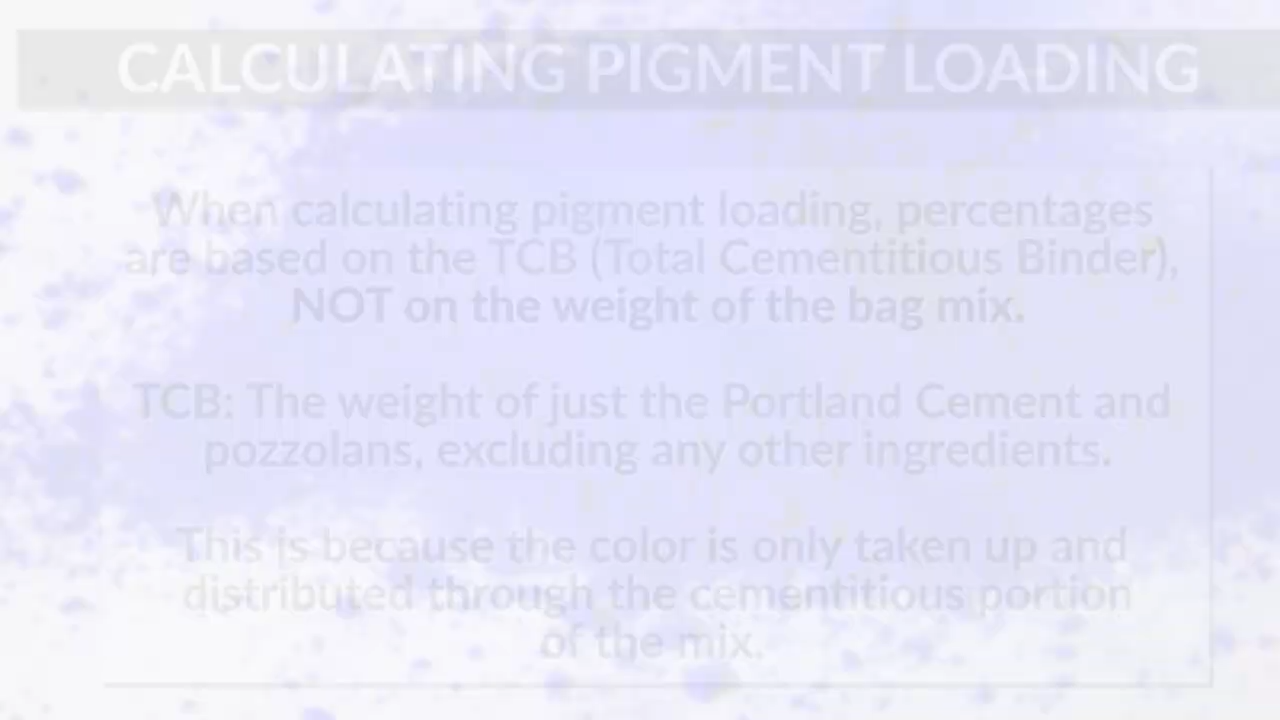 CALCULATING PIGMENT LOADING
When calculating pigment loading, percentages
are based on the TCB (Total Cementitious Binder),
NOT on the weight of the bag mix.
TCB: The weight of just the Portland Cement and
pozzolans, excluding any other ingredients.
This is because the color is only taken up and
distributed through the cementitious portion
of the mix.